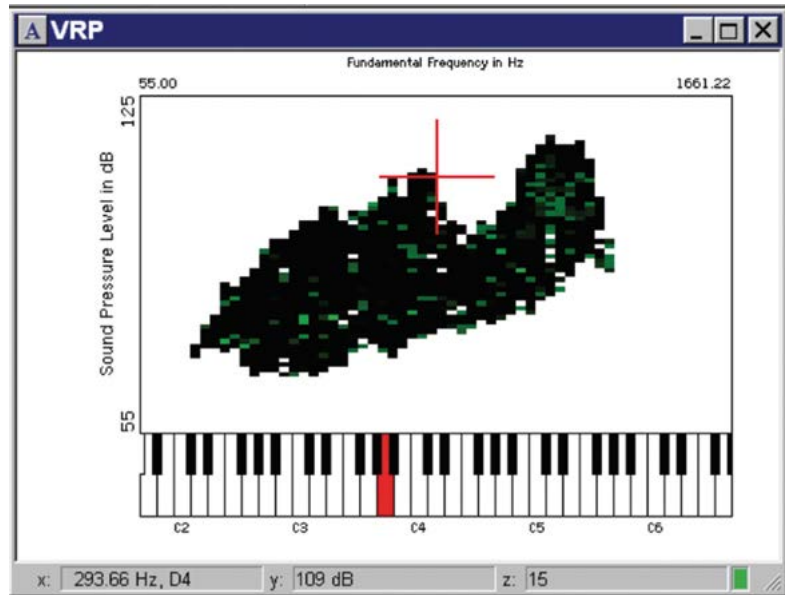 A VRP
Fundamental Frequency in Hz
55.00 1661.22
125
Sound Pressure Level in dB
55
C2 C3 C4 C5 C6
x: 293.66 Hz, D4 y: 109 dB z: 15